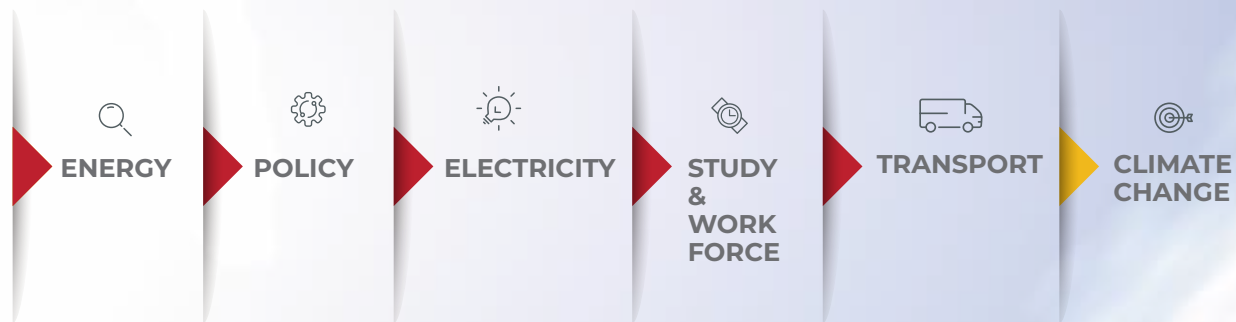 ENERGY
POLICY
ELECTRICITY
STUDY
&
WORK
FORCE
TRANSPORT
CLIMATE
CHANGE